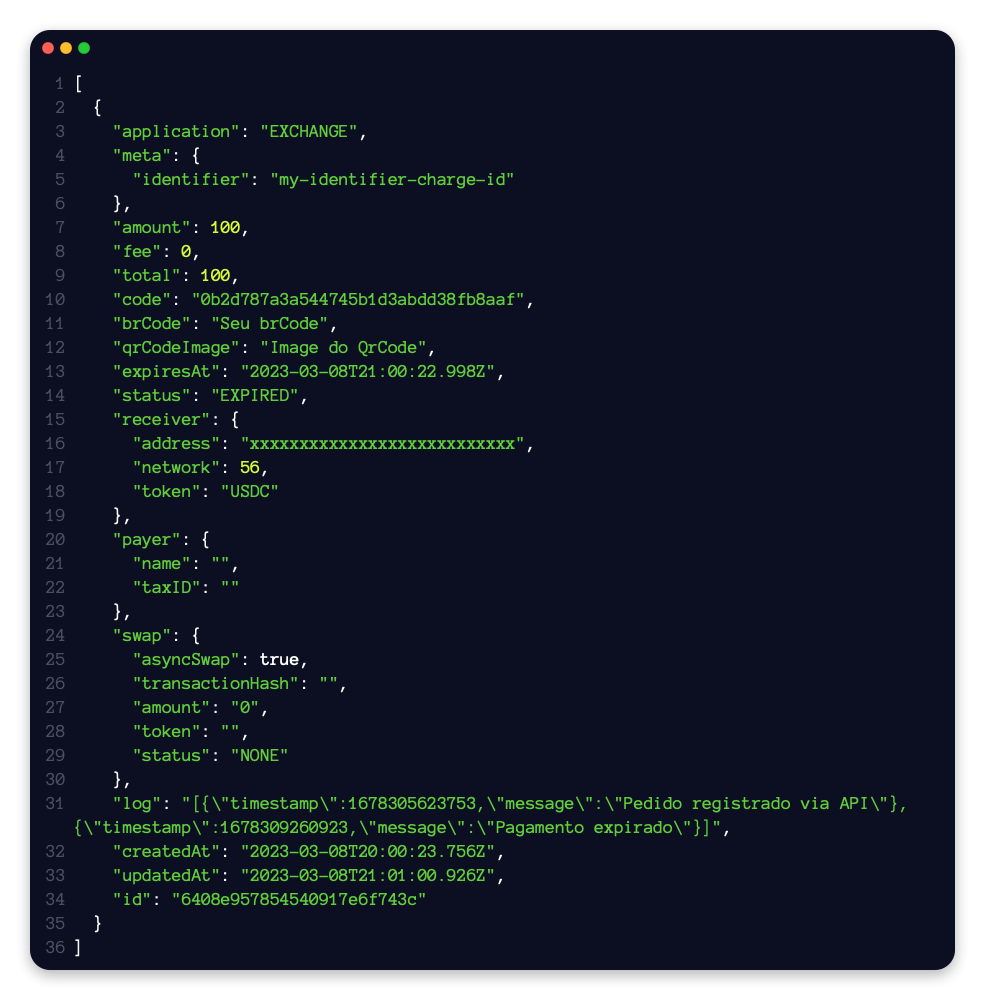 1 [
2   {
3     "application": "EXCHANGE",
4     "meta": {
5       "identifier": "my-identifier-charge-id"
6     },
7     "amount": 100,
8     "fee": 0,
9     "total": 100,
10     "code": "0b2d787a3a544745b1d3abdd38fb8aaf",
11     "brCode": "Seu brCode",
12     "qrCodeImage": "Image do QrCode",
13     "expiresAt": "2023-03-08T21:00:22.998Z",
14     "status": "EXPIRED",
15     "receiver": {
16       "address": "xxxxxxxxxxxxxxxxxxxxxxxxxxx",
17       "network": 56,
18       "token": "USDC"
19     },
20     "payer": {
21       "name": "",
22       "taxID": ""
23     },
24     "swap": {
25       "asyncSwap": true,
26       "transactionHash": "",
27       "amount": "0",
28       "token": "",
29       "status": "NONE"
30     },
31     "log": "[{\"timestamp\":1678305623753,\"message\":\"Pedido registrado via API\"},
{\"timestamp\":1678309260923,\"message\":\"Pagamento expirado\"}]",
32     "createdAt": "2023-03-08T20:00:23.756Z",
33     "updatedAt": "2023-03-08T21:01:00.926Z",
34     "id": "6408e957854540917e6f743c"
35   }
36 ]